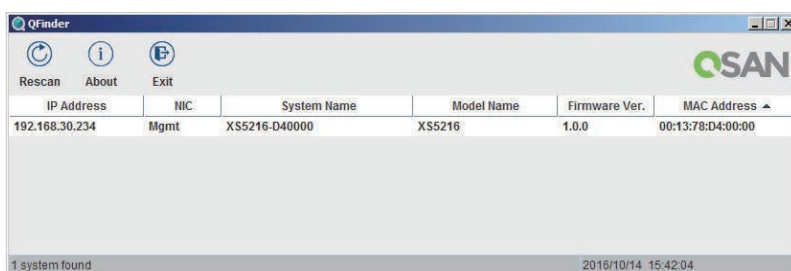 QFinder
Rescan About Exit
QSAN
IP Address NIC System Name Model Name Firmware Ver. MAC Address
192.168.30.234 Mgmt XS5216-D40000 XS5216 1.0.0 00:13:78:D4:00:00
1 system found 2016/10/14 15:42:04